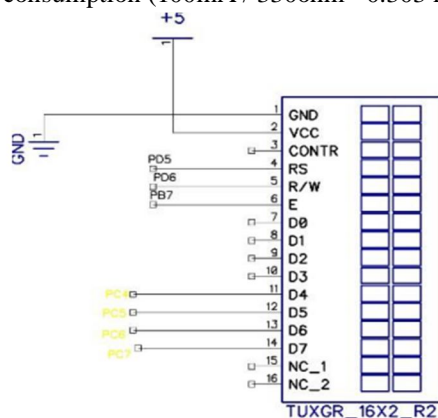 +5
1
GND
1
1 GND
2 VCC
3 CONTR
PD5 4 RS
PD6 5 R/W
PB7 6 E
7 D0
8 D1
9 D2
10 D3
PC4 11 D4
PC5 12 D5
PC6 13 D6
PC7 14 D7
15 NC_1
16 NC_2
TUXGR_16X2_R2